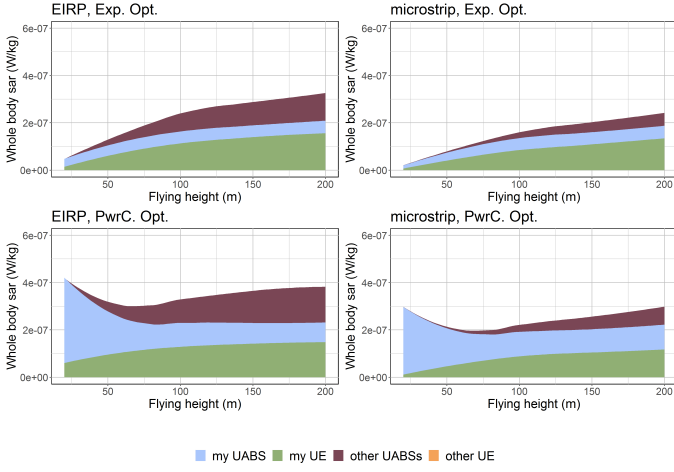 EIRP, Exp. Opt.
microstrip, Exp. Opt.
Whole body sar (W/kg)
6e-07
4e-07
2e-07
0e+00
50
100
150
200
Flying height (m)
Whole body sar (W/kg)
6e-07
4e-07
2e-07
0e+00
50
100
150
200
Flying height (m)
EIRP, PwrC. Opt.
microstrip, PwrC. Opt.
Whole body sar (W/kg)
6e-07
4e-07
2e-07
0e+00
50
100
150
200
Flying height (m)
Whole body sar (W/kg)
6e-07
4e-07
2e-07
0e+00
50
100
150
200
Flying height (m)
my UABS my UE other UABSs other UE